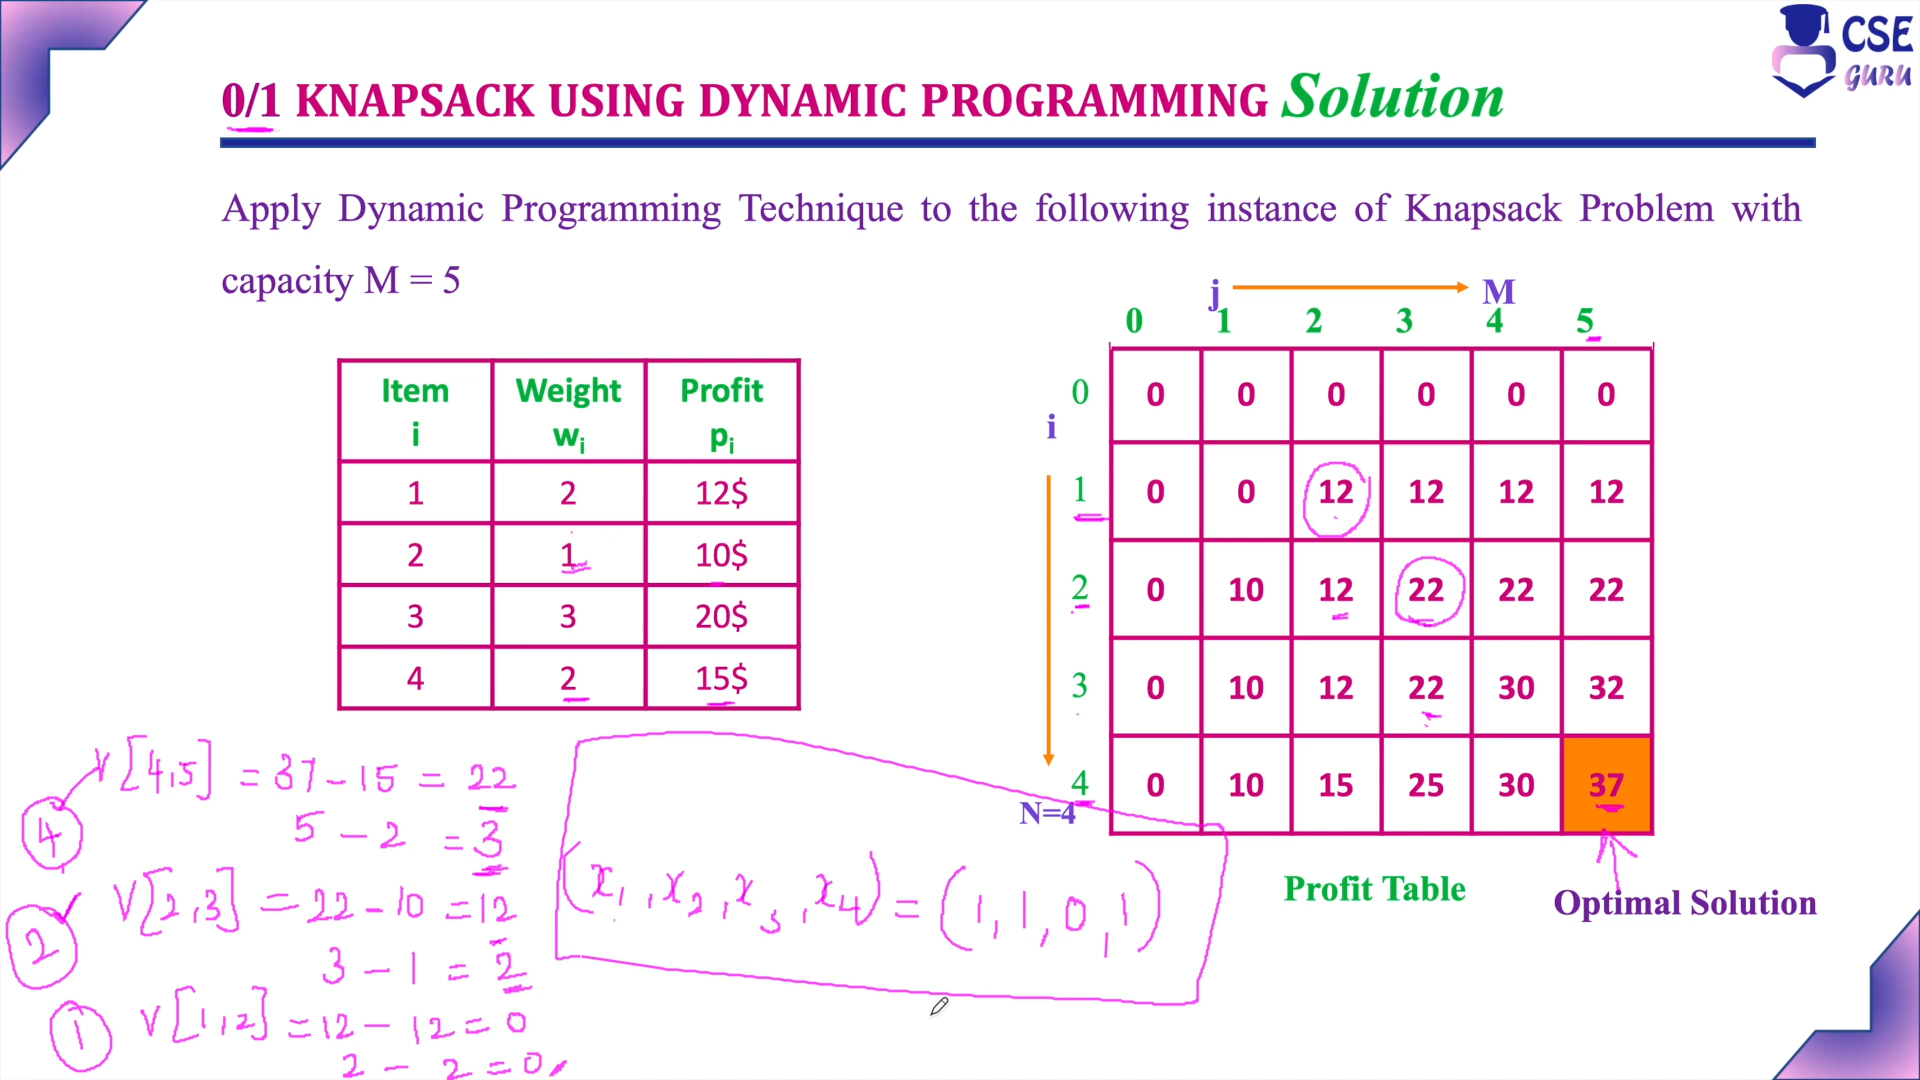 CSE
GURU
0/1 KNAPSACK USING DYNAMIC PROGRAMMING Solution
Apply Dynamic Programming Technique to the following instance of Knapsack Problem with
capacity M = 5
Item i Weight wi Profit pi
1 2 12$
2 1 10$
3 3 20$
4 2 15$
j M
0 1 2 3 4 5
i
0 0 0 0 0 0 0
1 0 0 12 12 12 12
2 0 10 12 22 22 22
3 0 10 12 22 30 32
4 0 10 15 25 30 37
N=4
Profit Table
Optimal Solution
V[4,5] = 37 - 15 = 22
4 5 - 2 = 3
V[2,3] = 22 - 10 = 12
2 3 - 1 = 2
1 V[1,2] = 12 - 12 = 0
2 - 2 = 0
(x1, x2, x3, x4) = (1, 1, 0, 1)